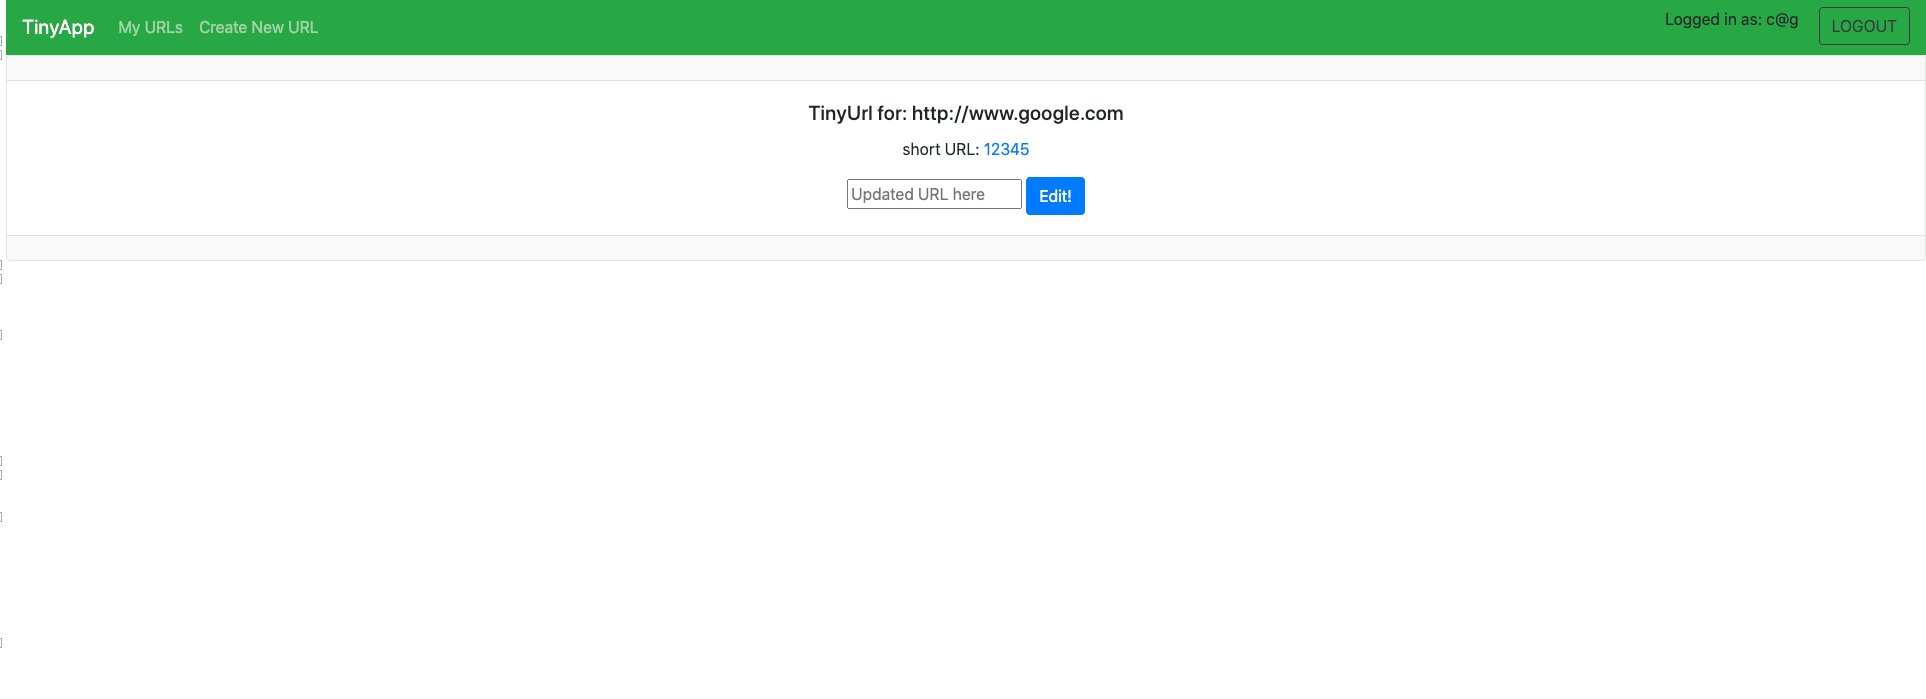 TinyApp My URLs Create New URL Logged in as: c@g LOGOUT
TinyUrl for: http://www.google.com
short URL: 12345
Updated URL here Edit!